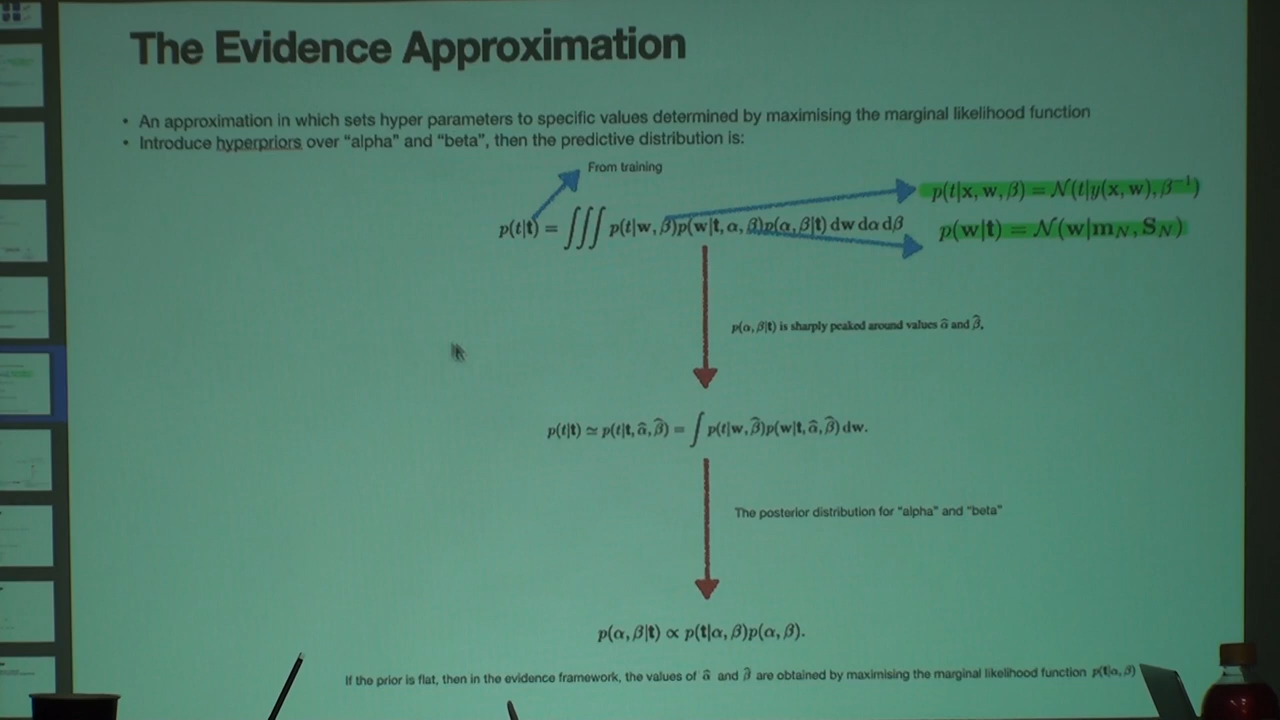 The Evidence Approximation
• An approximation in which sets hyper parameters to specific values determined by maximising the marginal likelihood function
• Introduce hyperpriors over “alpha” and “beta”, then the predictive distribution is:
From training
p(t|𝐭) = ∭ p(t|𝐰, β)p(𝐰|𝐭, α, β)p(α, β|𝐭) d𝐰 dα dβ
p(t|𝐱, 𝐰, β) = 𝒩(t|y(𝐱, 𝐰), β⁻¹)
p(𝐰|𝐭) = 𝒩(𝐰|𝐦_N, 𝐒_N)
p(α, β|𝐭) is sharply peaked around values α̂ and β̂,
p(t|𝐭) ≃ p(t|𝐭, α̂, β̂) = ∫ p(t|𝐰, β̂)p(𝐰|𝐭, α̂, β̂) d𝐰.
The posterior distribution for “alpha” and “beta”
p(α, β|𝐭) ∝ p(𝐭|α, β)p(α, β).
If the prior is flat, then in the evidence framework, the values of α̂ and β̂ are obtained by maximising the marginal likelihood function p(𝐭|α, β)